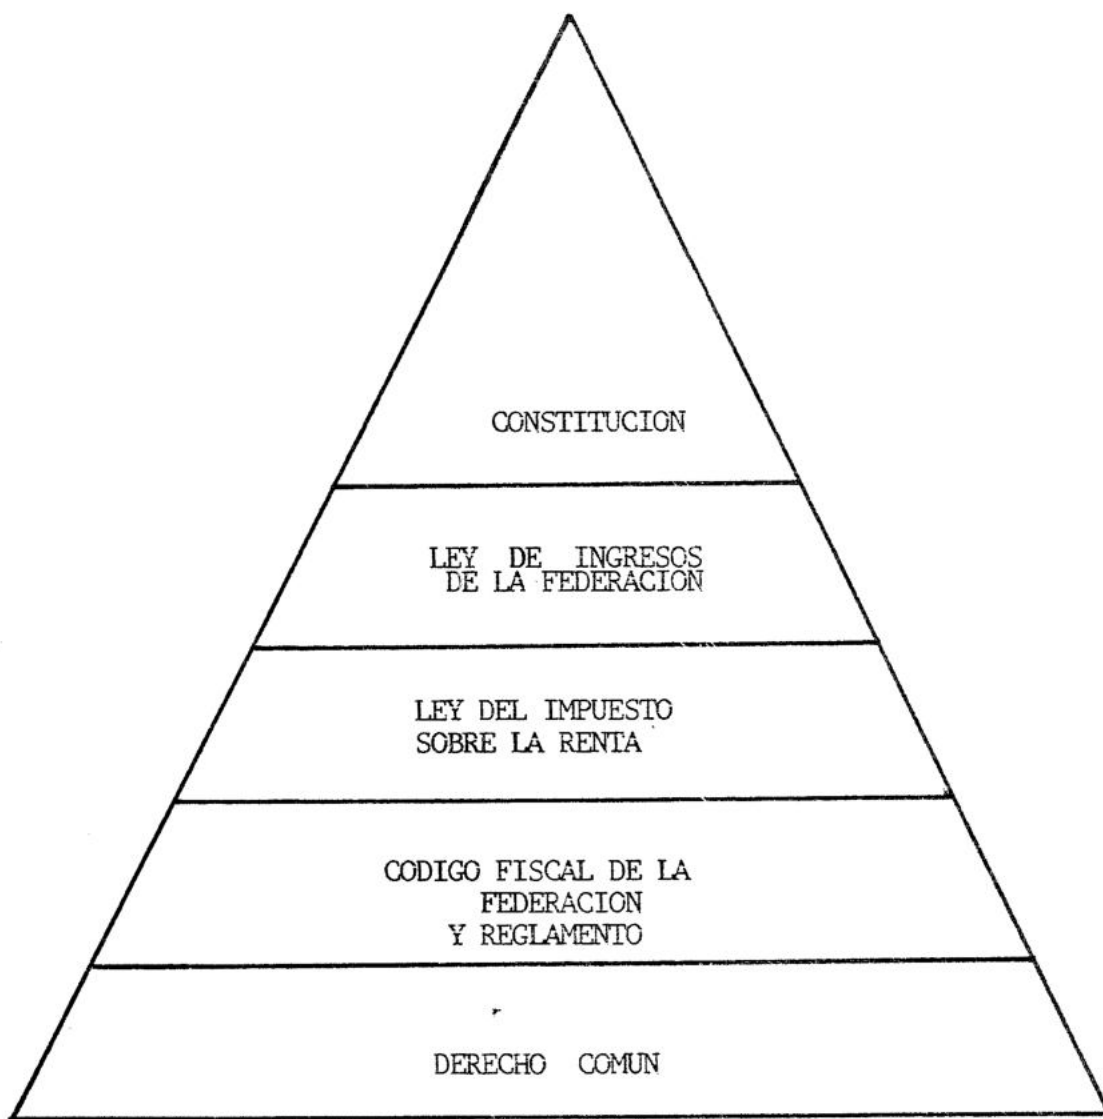 CONSTITUCION
LEY DE INGRESOS
DE LA FEDERACION
LEY DEL IMPUESTO
SOBRE LA RENTA
CODIGO FISCAL DE LA
FEDERACION
Y REGLAMENTO
DERECHO COMUN